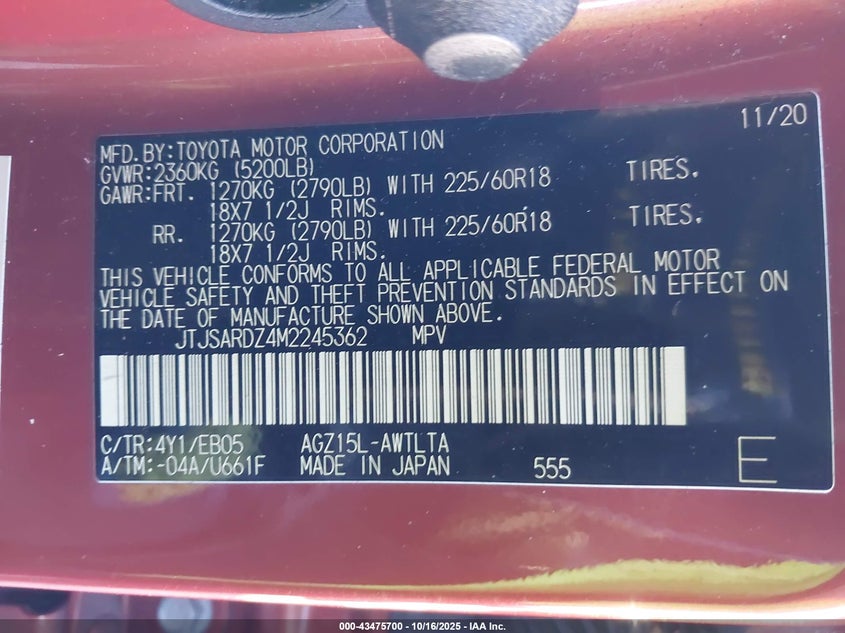 11/20
MFD.BY:TOYOTA MOTOR CORPORATION
GVWR:2360KG (5200LB)
GAWR:FRT. 1270KG (2790LB) WITH 225/60R18 TIRES.
18X7 1/2J RIMS.
RR. 1270KG (2790LB) WITH 225/60R18 TIRES.
18X7 1/2J RIMS.
THIS VEHICLE CONFORMS TO ALL APPLICABLE FEDERAL MOTOR
VEHICLE SAFETY AND THEFT PREVENTION STANDARDS IN EFFECT ON
THE DATE OF MANUFACTURE SHOWN ABOVE.
JTJSARDZ4M2245362 MPV
C/TR:4Y1/EB05 AGZ15L-AWTLTA
A/TM:-04A/U661F MADE IN JAPAN 555 E
000-43475700 - 10/16/2025 - IAA Inc.